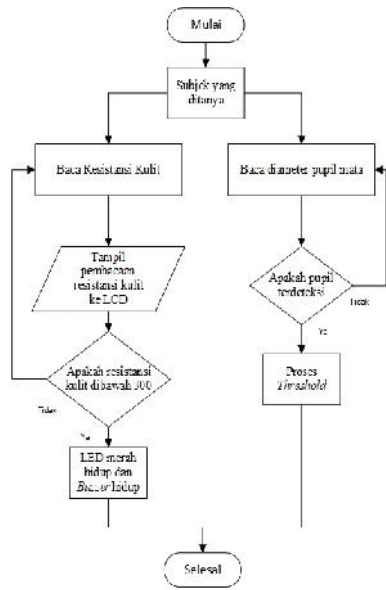 Mulai
Subjek yang
ditanya
Baca Resistansi Kulit
Baca diameter pupil mata
Tampil
pembacaan
resistansi kulit
ke LCD
Apakah pupil
terdeteksi
Tidak
Ya
Apakah resistansi
kulit dibawah 300
Proses
Threshold
Tidak
Ya
LED merah
hidup dan
Buzzer hidup
Selesai